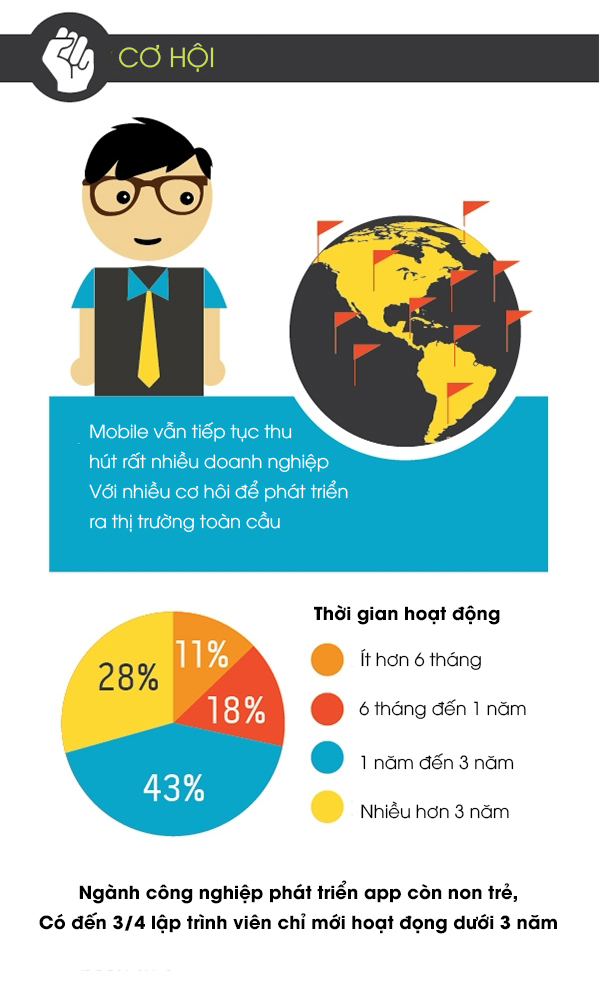 CƠ HỘI
Mobile vẫn tiếp tục thu
hút rất nhiều doanh nghiệp
Với nhiều cơ hôi để phát triển
ra thị trường toàn cầu
Thời gian hoạt động
11%
28%
18%
43%
Ít hơn 6 tháng
6 tháng đến 1 năm
1 năm đến 3 năm
Nhiều hơn 3 năm
Ngành công nghiệp phát triển app còn non trẻ,
Có đến 3/4 lập trình viên chỉ mới hoạt đọng dưới 3 năm